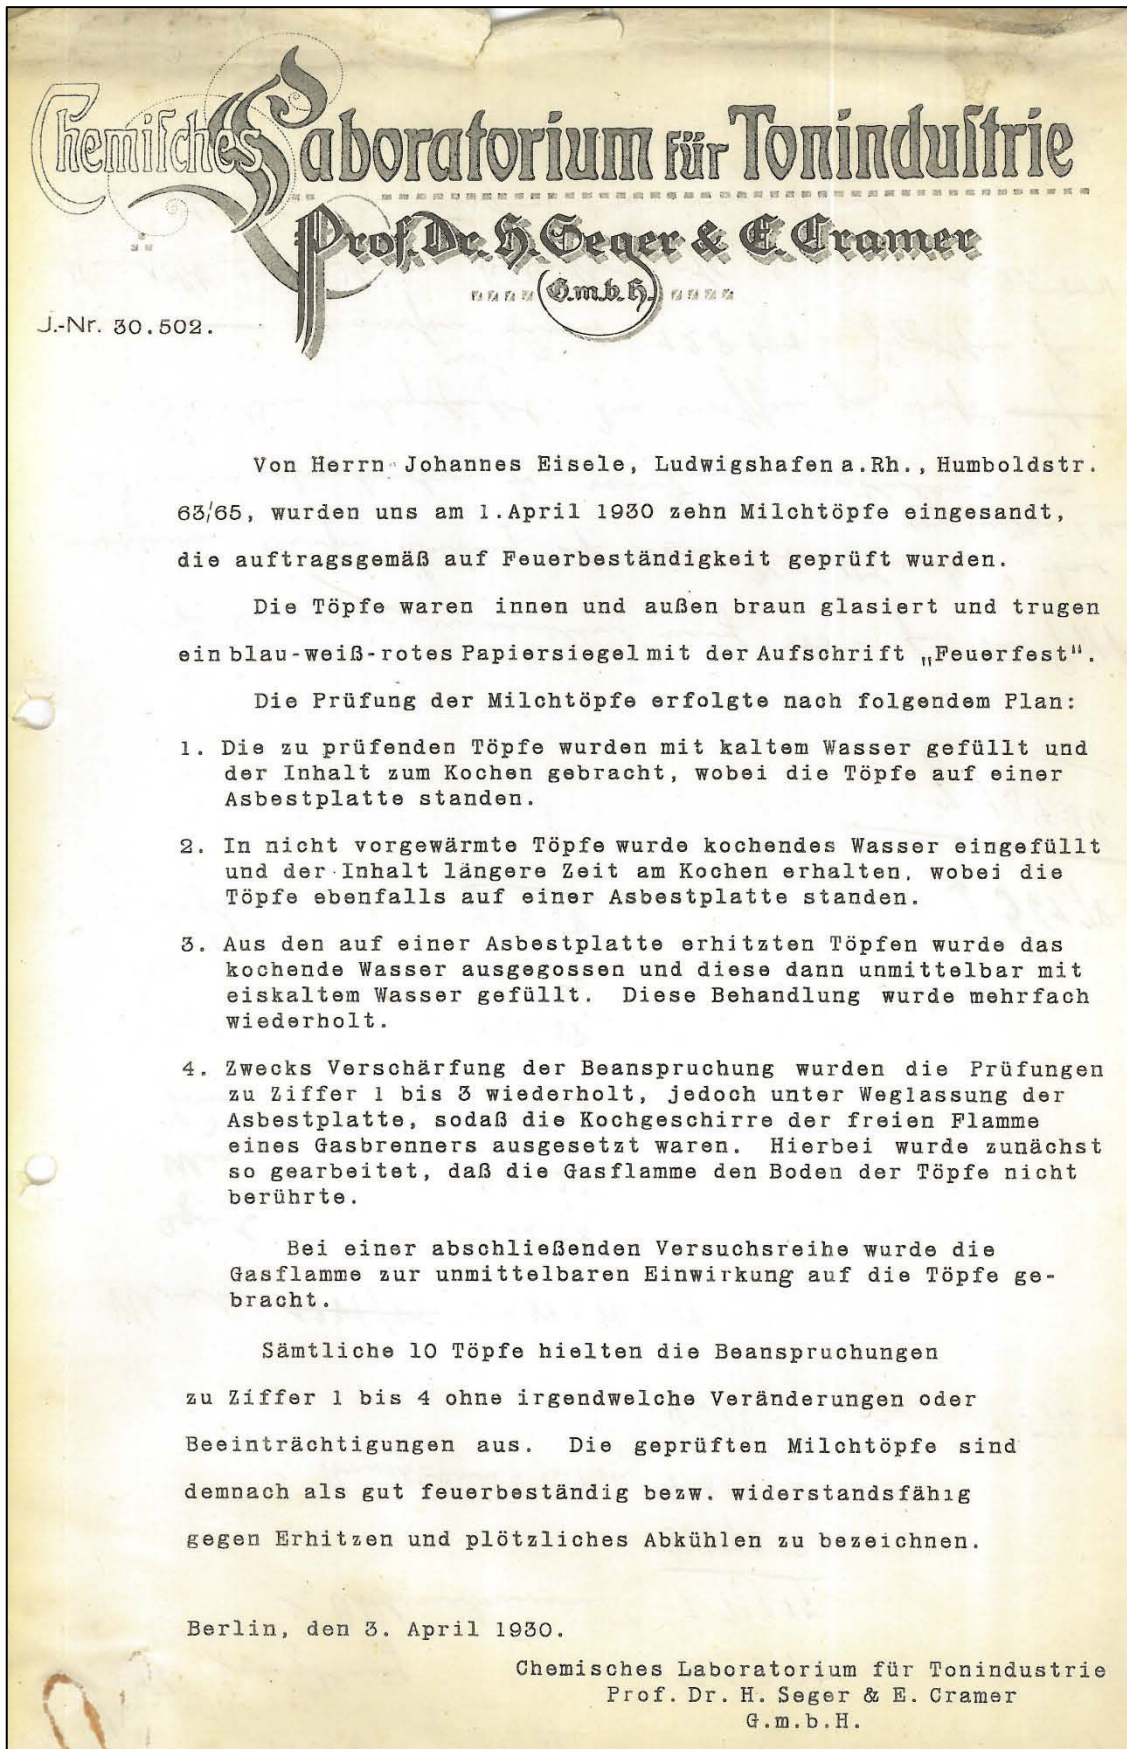 Chemiſches Laboratorium für Toninduſtrie
Prof. Dr. H. Seger & E. Cramer
G.m.b.H.
J.-Nr. 30.502.
Von Herrn Johannes Eisele, Ludwigshafen a.Rh., Humboldstr.
63/65, wurden uns am 1.April 1930 zehn Milchtöpfe eingesandt,
die auftragsgemäß auf Feuerbeständigkeit geprüft wurden.
Die Töpfe waren innen und außen braun glasiert und trugen
ein blau-weiß-rotes Papiersiegel mit der Aufschrift „Feuerfest".
Die Prüfung der Milchtöpfe erfolgte nach folgendem Plan:
1. Die zu prüfenden Töpfe wurden mit kaltem Wasser gefüllt und
der Inhalt zum Kochen gebracht, wobei die Töpfe auf einer
Asbestplatte standen.
2. In nicht vorgewärmte Töpfe wurde kochendes Wasser eingefüllt
und der Inhalt längere Zeit am Kochen erhalten, wobei die
Töpfe ebenfalls auf einer Asbestplatte standen.
3. Aus den auf einer Asbestplatte erhitzten Töpfen wurde das
kochende Wasser ausgegossen und diese dann unmittelbar mit
eiskaltem Wasser gefüllt. Diese Behandlung wurde mehrfach
wiederholt.
4. Zwecks Verschärfung der Beanspruchung wurden die Prüfungen
zu Ziffer 1 bis 3 wiederholt, jedoch unter Weglassung der
Asbestplatte, sodaß die Kochgeschirre der freien Flamme
eines Gasbrenners ausgesetzt waren. Hierbei wurde zunächst
so gearbeitet, daß die Gasflamme den Boden der Töpfe nicht
berührte.
Bei einer abschließenden Versuchsreihe wurde die
Gasflamme zur unmittelbaren Einwirkung auf die Töpfe ge-
bracht.
Sämtliche 10 Töpfe hielten die Beanspruchungen
zu Ziffer 1 bis 4 ohne irgendwelche Veränderungen oder
Beeinträchtigungen aus. Die geprüften Milchtöpfe sind
demnach als gut feuerbeständig bezw. widerstandsfähig
gegen Erhitzen und plötzliches Abkühlen zu bezeichnen.
Berlin, den 3. April 1930.
Chemisches Laboratorium für Tonindustrie
Prof. Dr. H. Seger & E. Cramer
G.m.b.H.